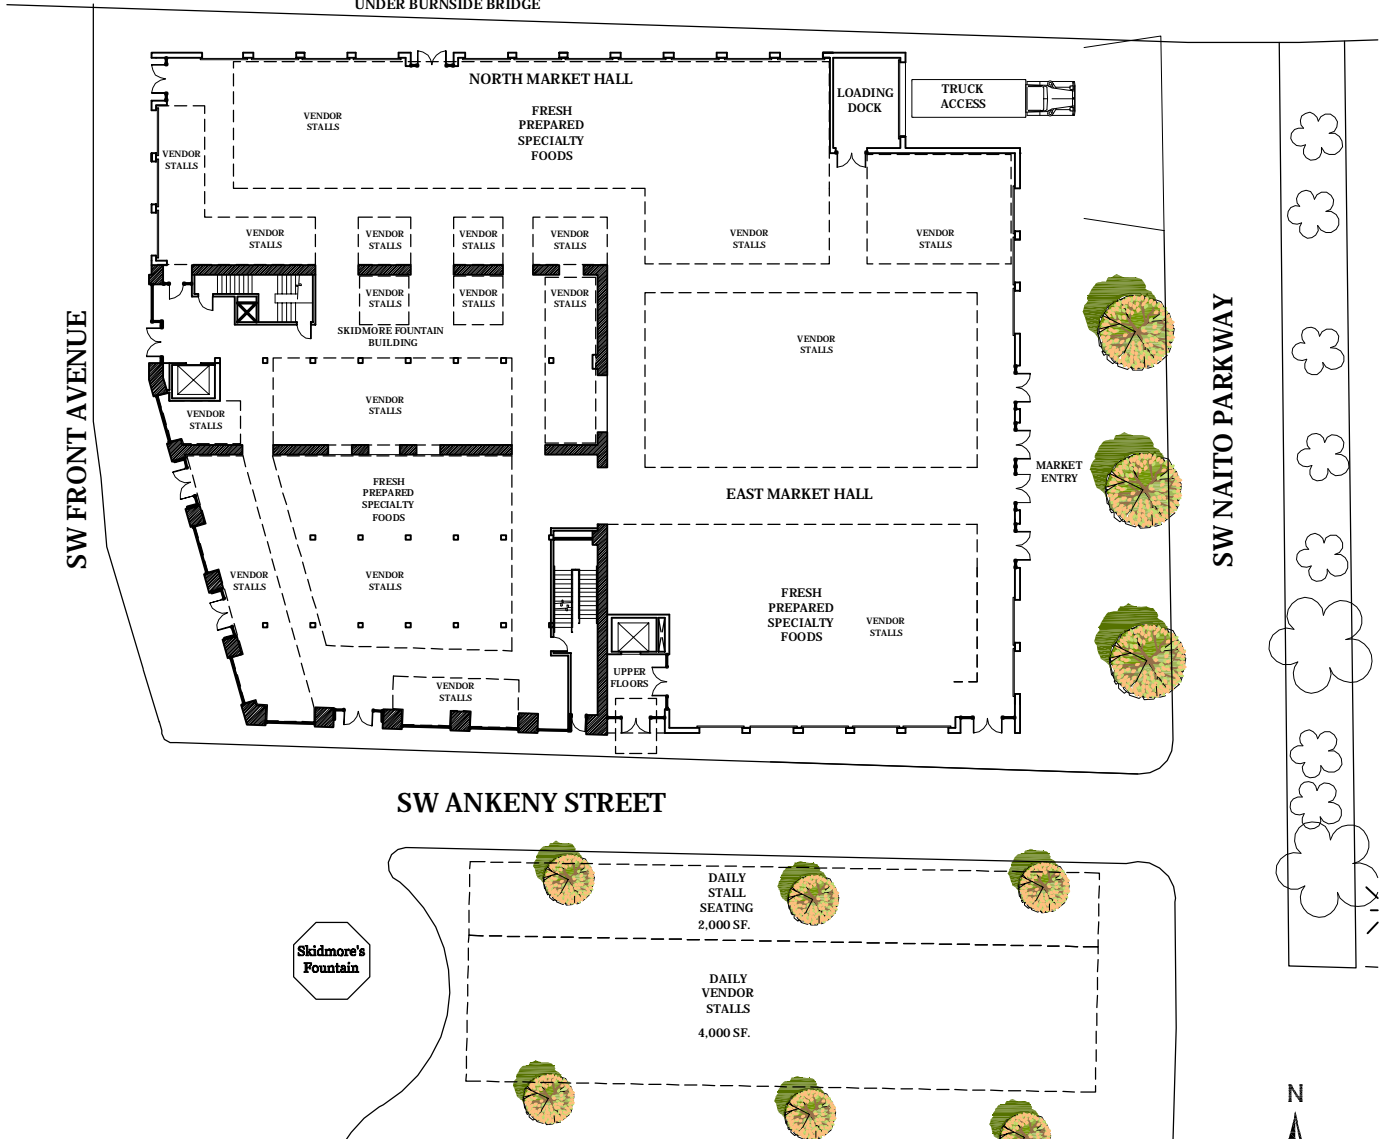 UNDER BURNSIDE BRIDGE
NORTH MARKET HALL
LOADING
DOCK
TRUCK
ACCESS
VENDOR
STALLS
FRESH
PREPARED
SPECIALTY
FOODS
VENDOR
STALLS
VENDOR
STALLS
VENDOR
STALLS
VENDOR
STALLS
VENDOR
STALLS
VENDOR
STALLS
VENDOR
STALLS
VENDOR
STALLS
VENDOR
STALLS
VENDOR
STALLS
SKIDMORE FOUNTAIN
BUILDING
VENDOR
STALLS
SW FRONT AVENUE
SW NAITO PARKWAY
VENDOR
STALLS
VENDOR
STALLS
FRESH
PREPARED
SPECIALTY
FOODS
EAST MARKET HALL
MARKET
ENTRY
VENDOR
STALLS
VENDOR
STALLS
FRESH
PREPARED
SPECIALTY
FOODS
VENDOR
STALLS
UPPER
FLOORS
VENDOR
STALLS
SW ANKENY STREET
DAILY
STALL
SEATING
2,000 SF.
Skidmore's
Fountain
DAILY
VENDOR
STALLS
4,000 SF.
N